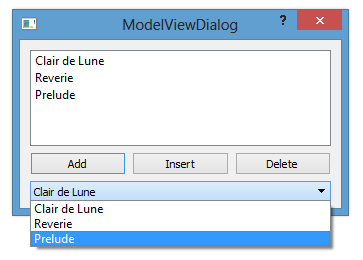 ModelViewDialog
?
Clair de Lune
Reverie
Prelude
Add Insert Delete
Clair de Lune
Clair de Lune
Reverie
Prelude